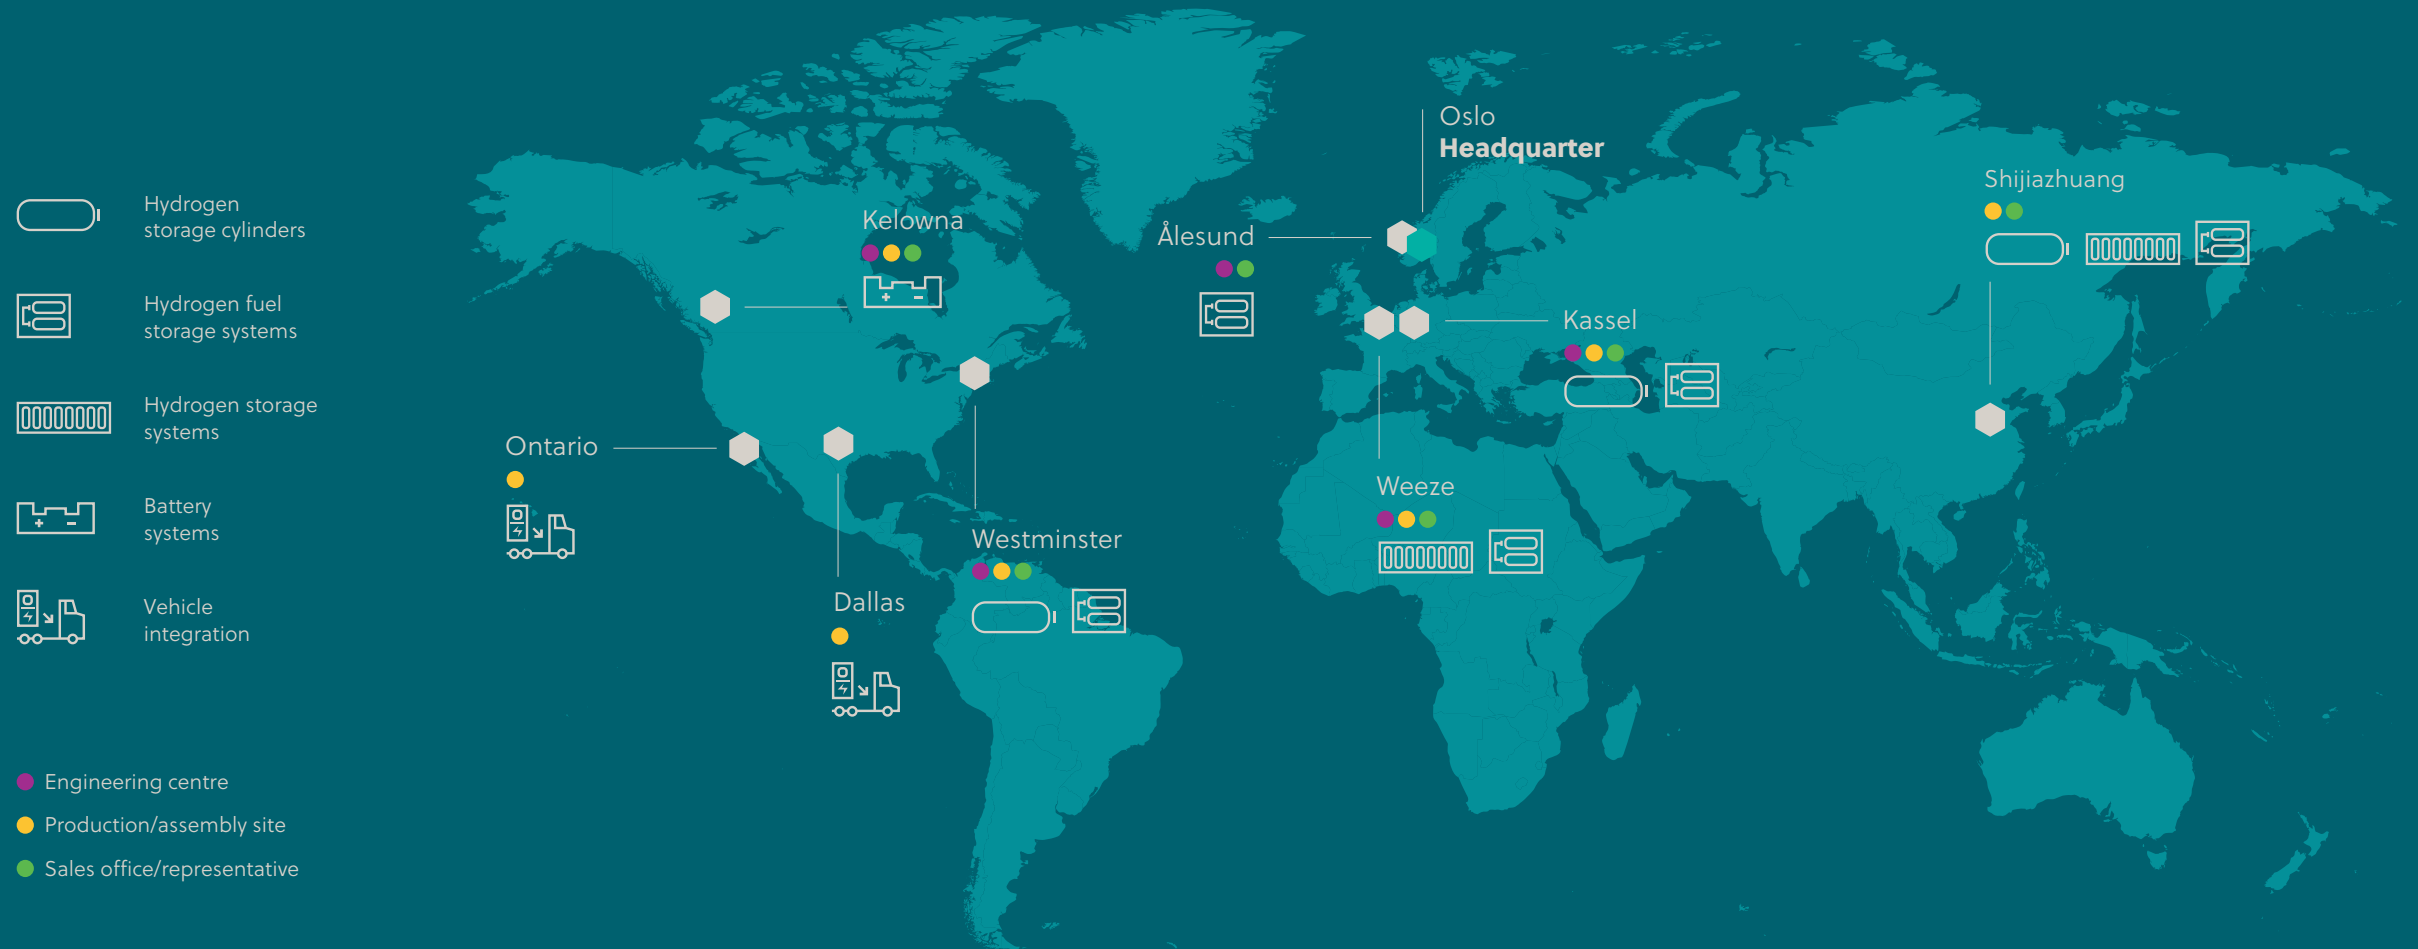 Hydrogen
storage cylinders
Hydrogen fuel
storage systems
Hydrogen storage
systems
Battery
systems
Vehicle
integration
Engineering centre
Production/assembly site
Sales office/representative
Kelowna
Ontario
Dallas
Westminster
Ålesund
Oslo
Headquarter
Kassel
Weeze
Shijiazhuang